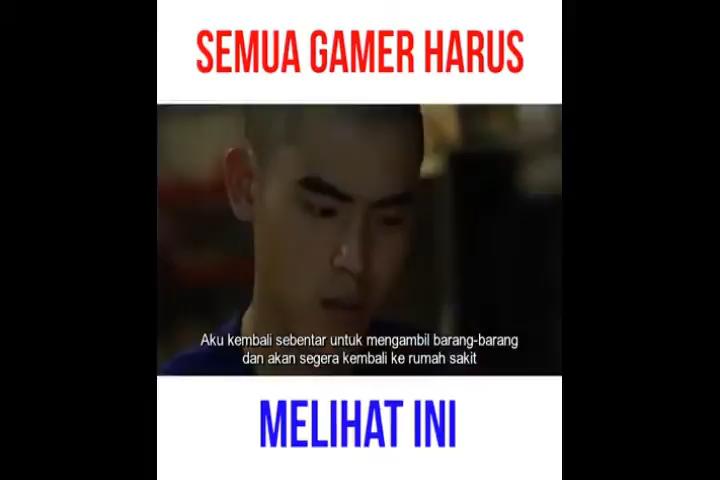 SEMUA GAMER HARUS
Aku kembali sebentar untuk mengambil barang-barang
dan akan segera kembali ke rumah sakit
MELIHAT INI